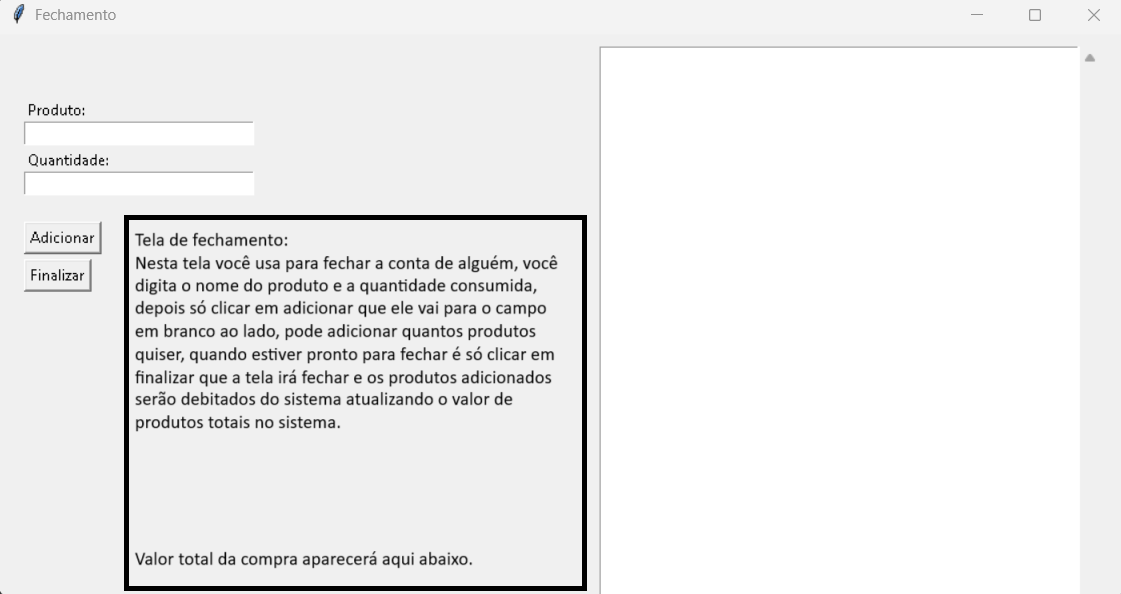 Fechamento
Produto:
Quantidade:
Adicionar
Finalizar
Tela de fechamento:
Nesta tela você usa para fechar a conta de alguém, você
digita o nome do produto e a quantidade consumida,
depois só clicar em adicionar que ele vai para o campo
em branco ao lado, pode adicionar quantos produtos
quiser, quando estiver pronto para fechar é só clicar em
finalizar que a tela irá fechar e os produtos adicionados
serão debitados do sistema atualizando o valor de
produtos totais no sistema.
Valor total da compra aparecerá aqui abaixo.